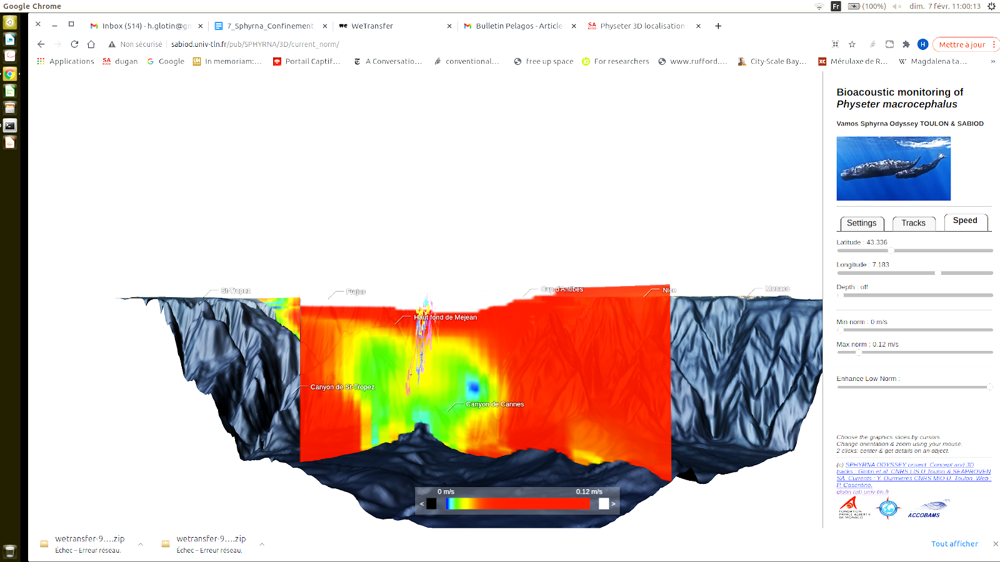 Google Chrome
Fr (100%) dim. 7 févr. 11:00:13
Inbox (514) - h.glotin@gm
7_Sphyrna_Confinement
we WeTransfer
Bulletin Pelagos - Article
SA Physeter 3D localisation
Non sécurisé sabiod.univ-tln.fr/pub/SPHYRNA/3D/current_norm/
H Mettre à jour
Applications SA dugan Google In memoriam:... Portail Captif... A Conversatio... conventional... free up space For researchers www.rufford.... City-Scale Bay... XC Mérulaxe de R... W Magdalena ta... »
Bioacoustic monitoring of
Physeter macrocephalus
Vamos Sphyrna Odyssey TOULON & SABIOD
Settings Tracks Speed
Latitude : 43.336
Longitude : 7.183
Depth : off
Min norm : 0 m/s
Max norm : 0.12 m/s
Enhance Low Norm :
Choose the graphics slices by cursors.
Change orientation & zoom using your mouse.
2 clicks: center & get details on an object.
(c) SPHYRNA ODYSSEY project. Concept and 3D
tracks : Glotin et al. CNRS LIS U Toulon & SEAPROVEN
SA. Currents : Y. Ourmieres CNRS MIO U. Toulon. Web :
P. Cosentino.
glotin (at) univ-tln.fr
FONDATION
PRINCE ALBERT II
DE MONACO
ACCOBAMS
St-Tropez
Frejus
Cap d'Antibes
Nice
Monaco
Haut fond de Mejean
Canyon de St-Tropez
Canyon de Cannes
0 m/s 0.12 m/s
< >
wetransfer-9....zip
Échec – Erreur réseau.
wetransfer-9....zip
Échec – Erreur réseau.
Tout afficher